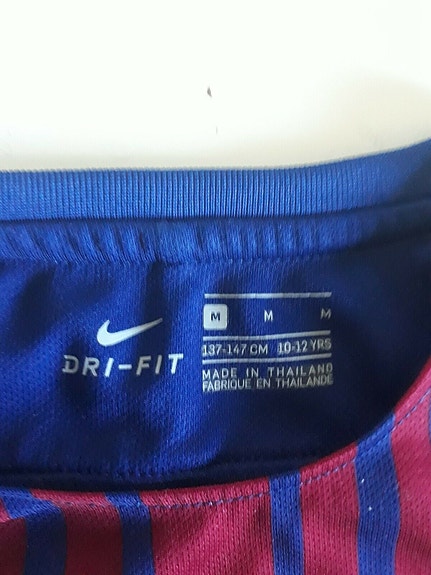 DRI-FIT
M M M
137-147 CM 10-12 YRS
MADE IN THAILAND
FABRIQUE EN THAILANDE